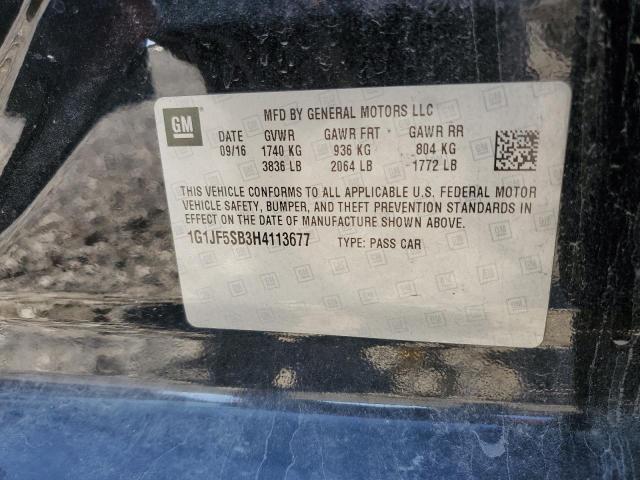 MFD BY GENERAL MOTORS LLC
GM
DATE GVWR GAWR FRT GAWR RR
09/16 1740 KG 936 KG 804 KG
3836 LB 2064 LB 1772 LB
THIS VEHICLE CONFORMS TO ALL APPLICABLE U.S. FEDERAL MOTOR
VEHICLE SAFETY, BUMPER, AND THEFT PREVENTION STANDARDS IN
EFFECT ON THE DATE OF MANUFACTURE SHOWN ABOVE.
1G1JF5SB3H4113677 TYPE: PASS CAR